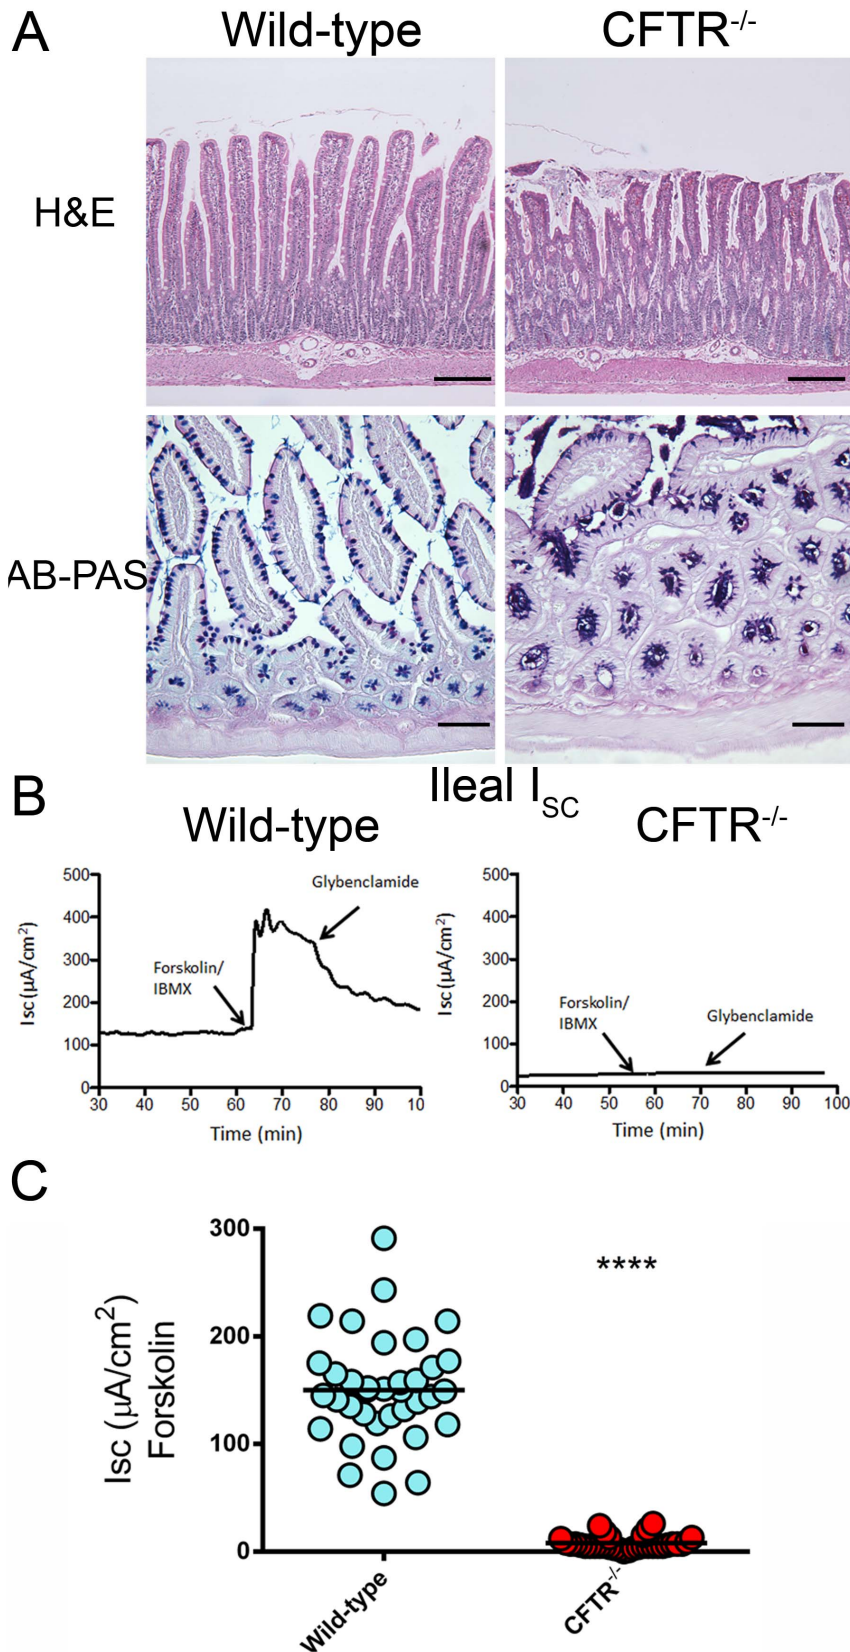 A
Wild-type
CFTR-/-
H&E
AB-PAS
B
Ileal ISC
Wild-type
CFTR-/-
500
400
300
200
100
0
Isc (µA/cm2)
Forskolin/
IBMX
Glybenclamide
30 40 50 60 70 80 90 10
Time (min)
500
400
300
200
100
0
Isc (µA/cm2)
Forskolin/
IBMX
Glybenclamide
30 40 50 60 70 80 90 100
Time (min)
C
300
200
100
0
Isc (µA/cm2)
Forskolin
****
Wild-type
CFTR-/-